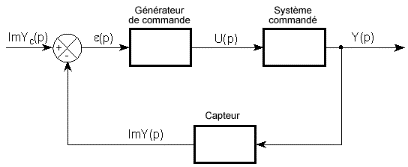 Générateur
de commande
Système
commandé
ImYc(p)
+
-
ε(p)
U(p)
Y(p)
Capteur
ImY(p)